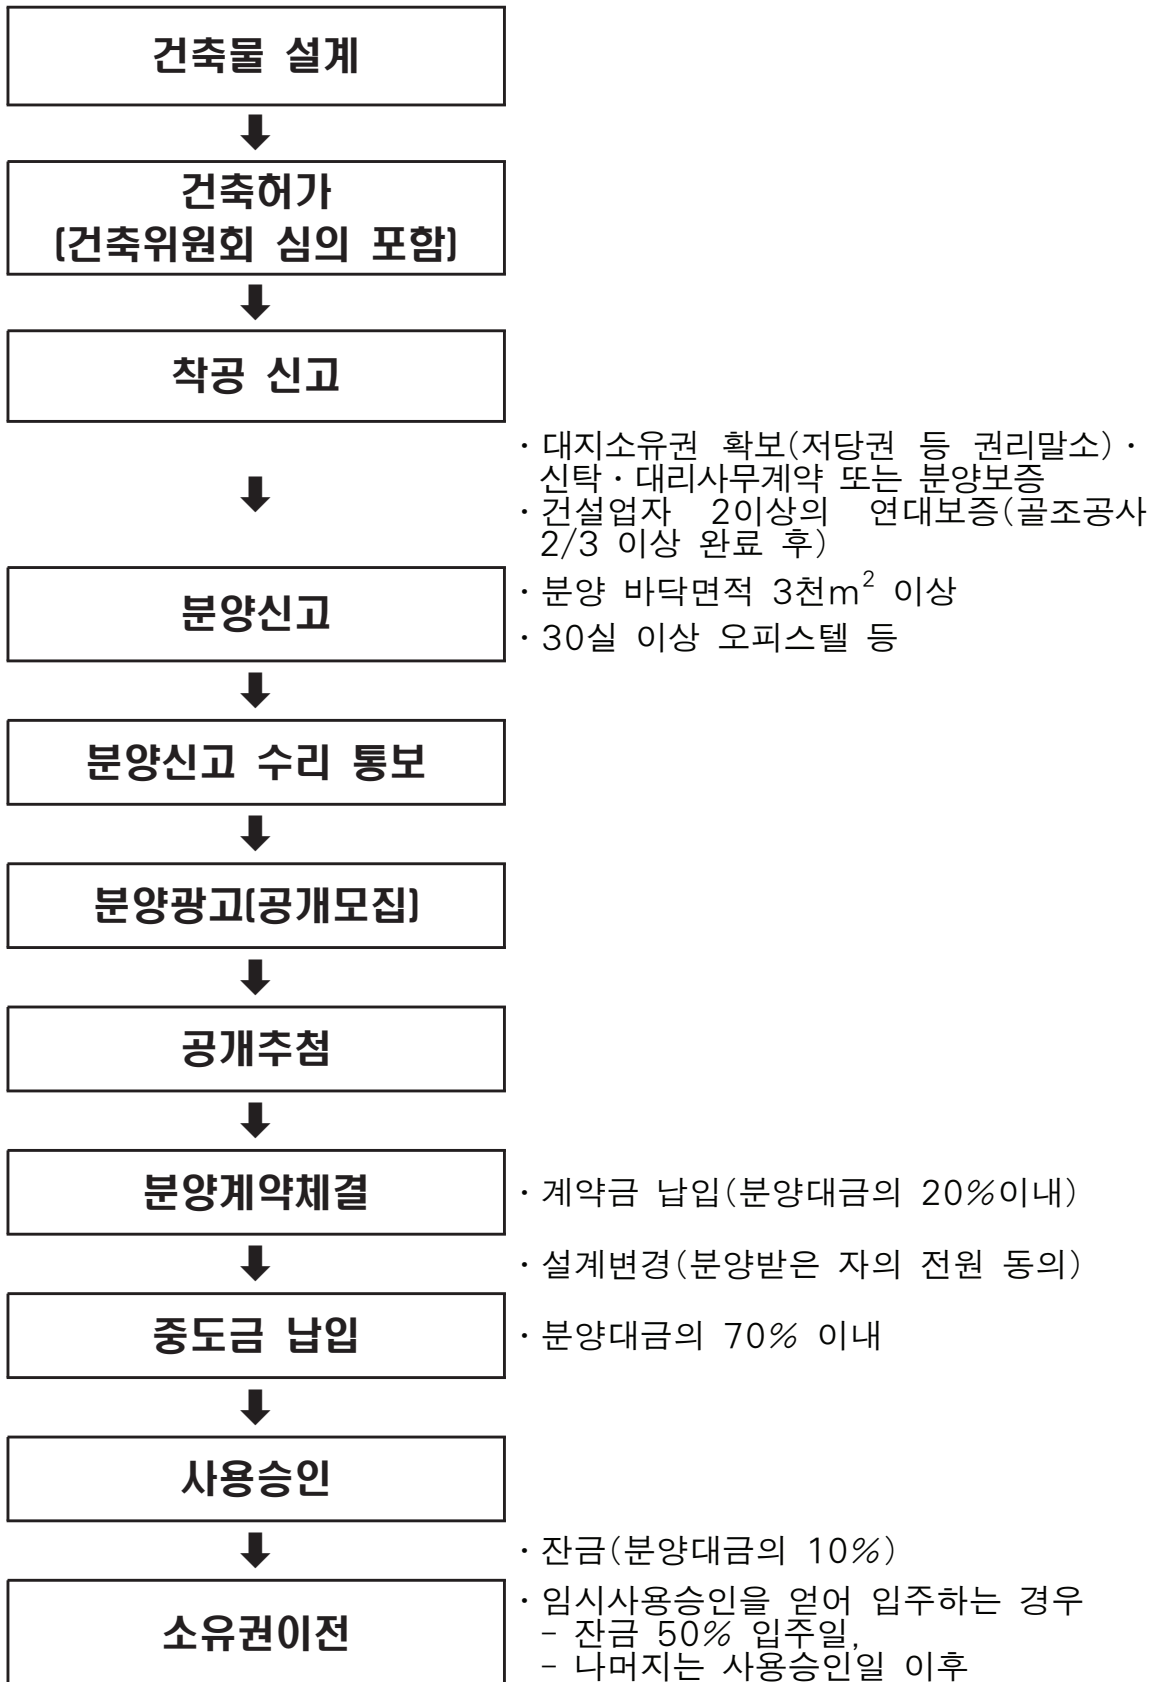 건축물 설계
건축허가
(건축위원회 심의 포함)
착공 신고
· 대지소유권 확보(저당권 등 권리말소)·
신탁·대리사무계약 또는 분양보증
· 건설업자 2이상의 연대보증(골조공사
2/3 이상 완료 후)
분양신고
· 분양 바닥면적 3천m² 이상
· 30실 이상 오피스텔 등
분양신고 수리 통보
분양광고(공개모집)
공개추첨
분양계약체결
· 계약금 납입(분양대금의 20%이내)
· 설계변경(분양받은 자의 전원 동의)
중도금 납입
· 분양대금의 70% 이내
사용승인
· 잔금(분양대금의 10%)
소유권이전
· 임시사용승인을 얻어 입주하는 경우
- 잔금 50% 입주일,
- 나머지는 사용승인일 이후